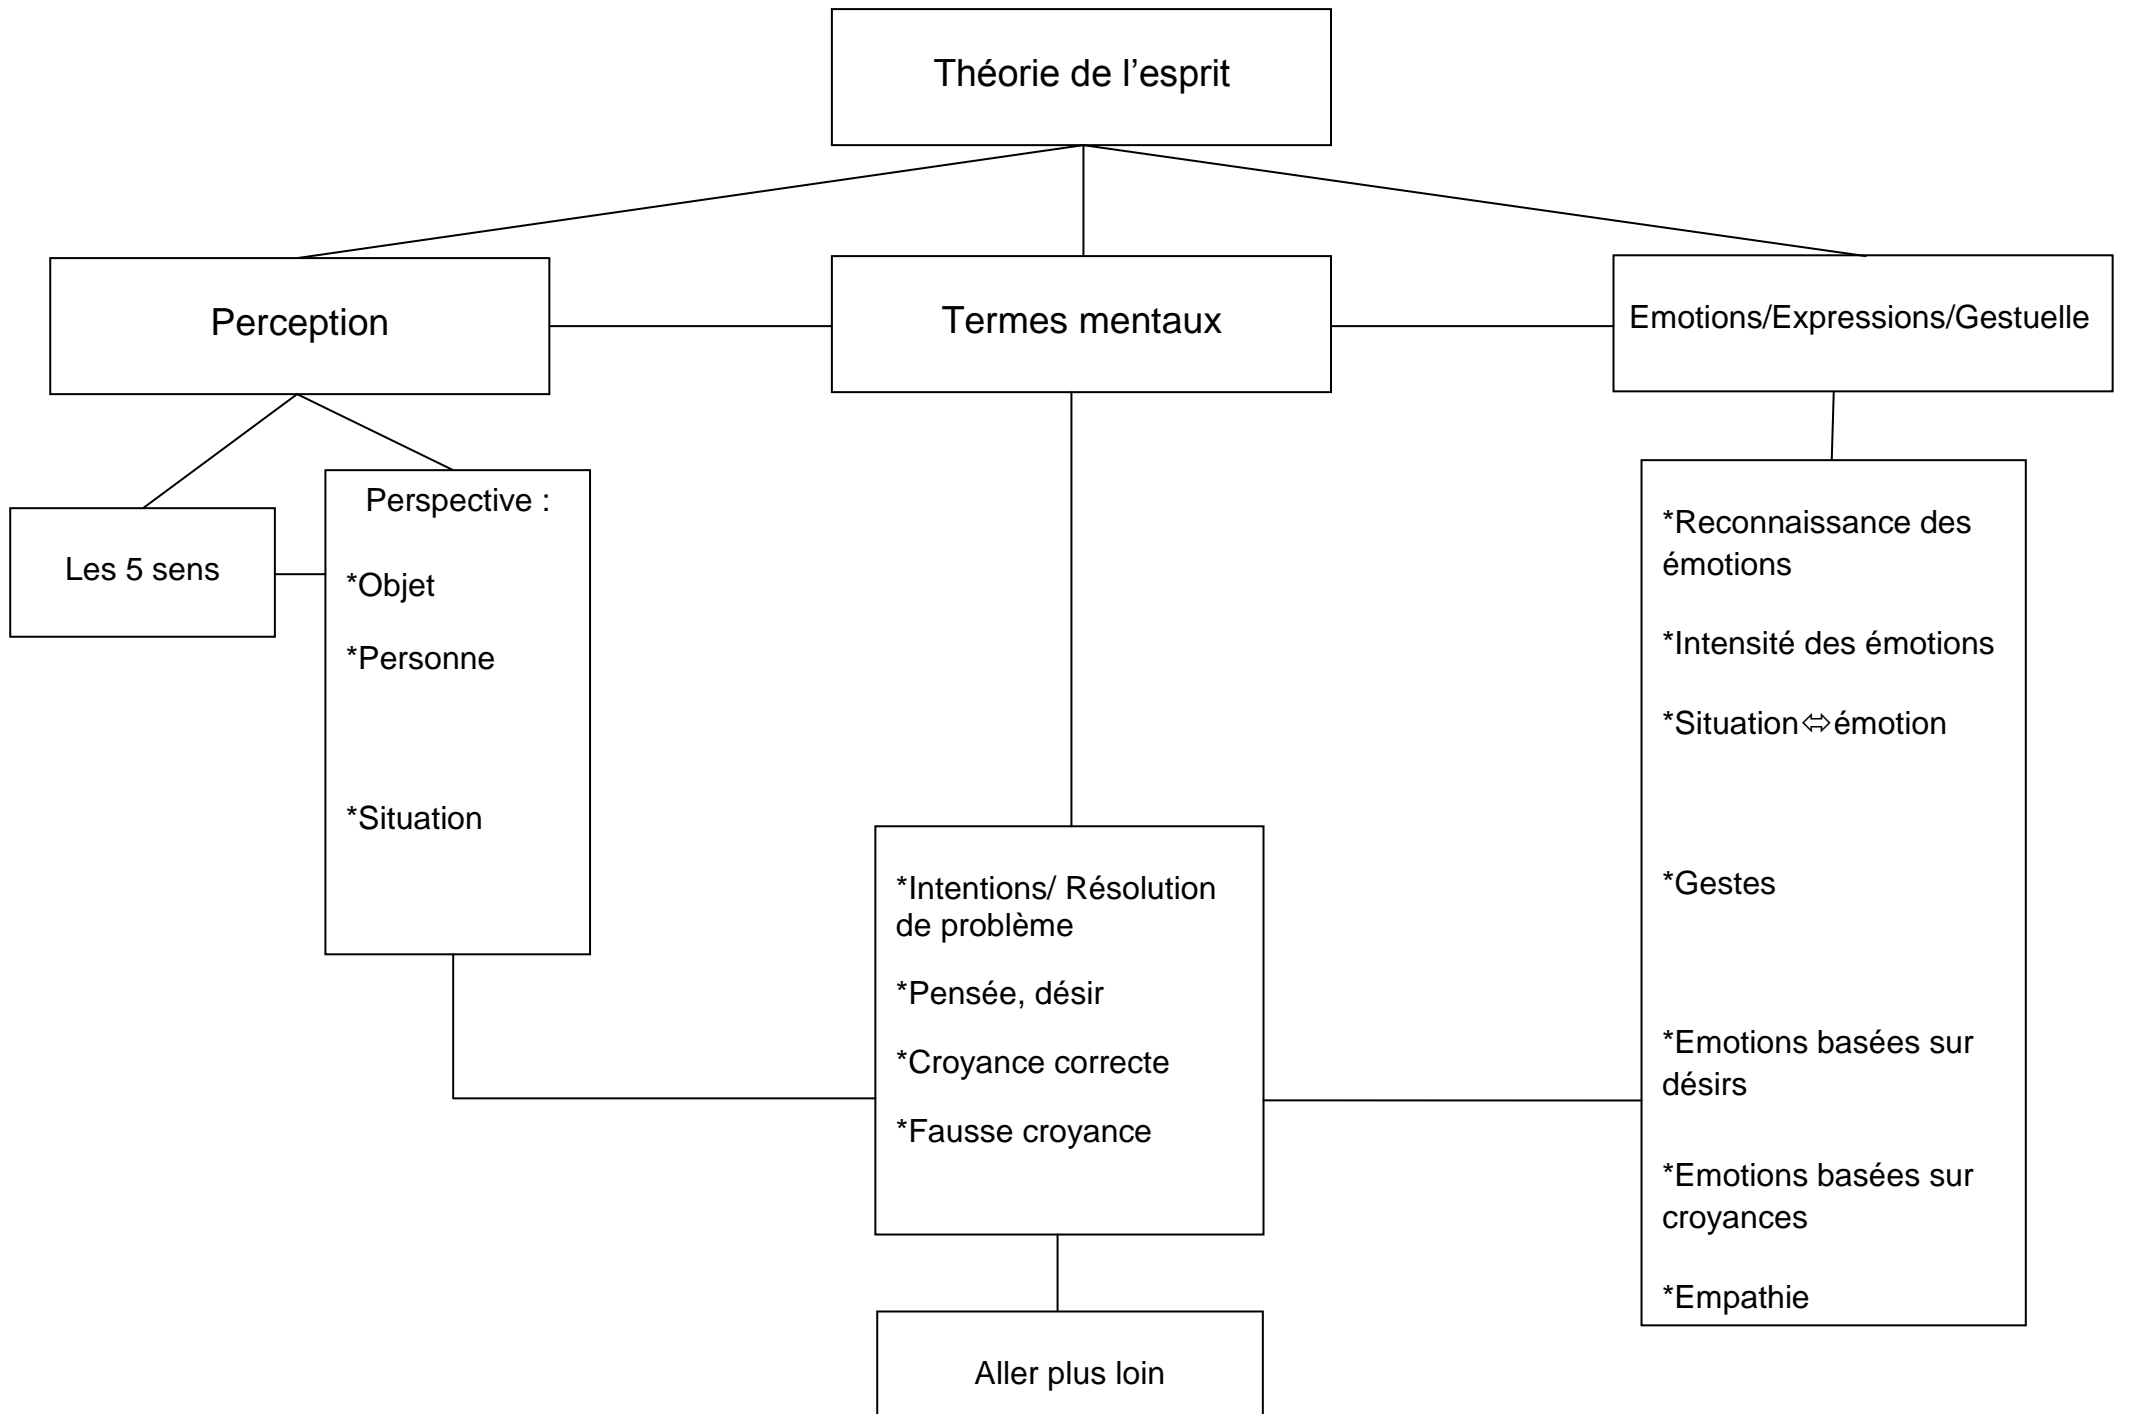 Théorie de l’esprit
Perception
Termes mentaux
Emotions/Expressions/Gestuelle
Les 5 sens
Perspective :
*Objet
*Personne
*Situation
*Intentions/ Résolution
de problème
*Pensée, désir
*Croyance correcte
*Fausse croyance
*Reconnaissance des
émotions
*Intensité des émotions
*Situation⬄émotion
*Gestes
*Emotions basées sur
désirs
*Emotions basées sur
croyances
*Empathie
Aller plus loin